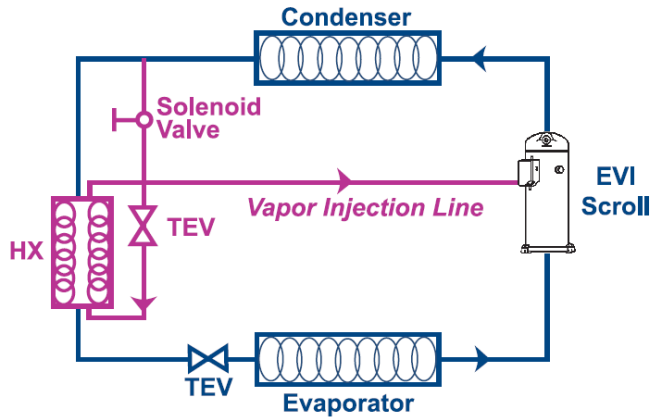 Condenser
Solenoid
Valve
EVI
Scroll
Vapor Injection Line
TEV
HX
TEV
Evaporator